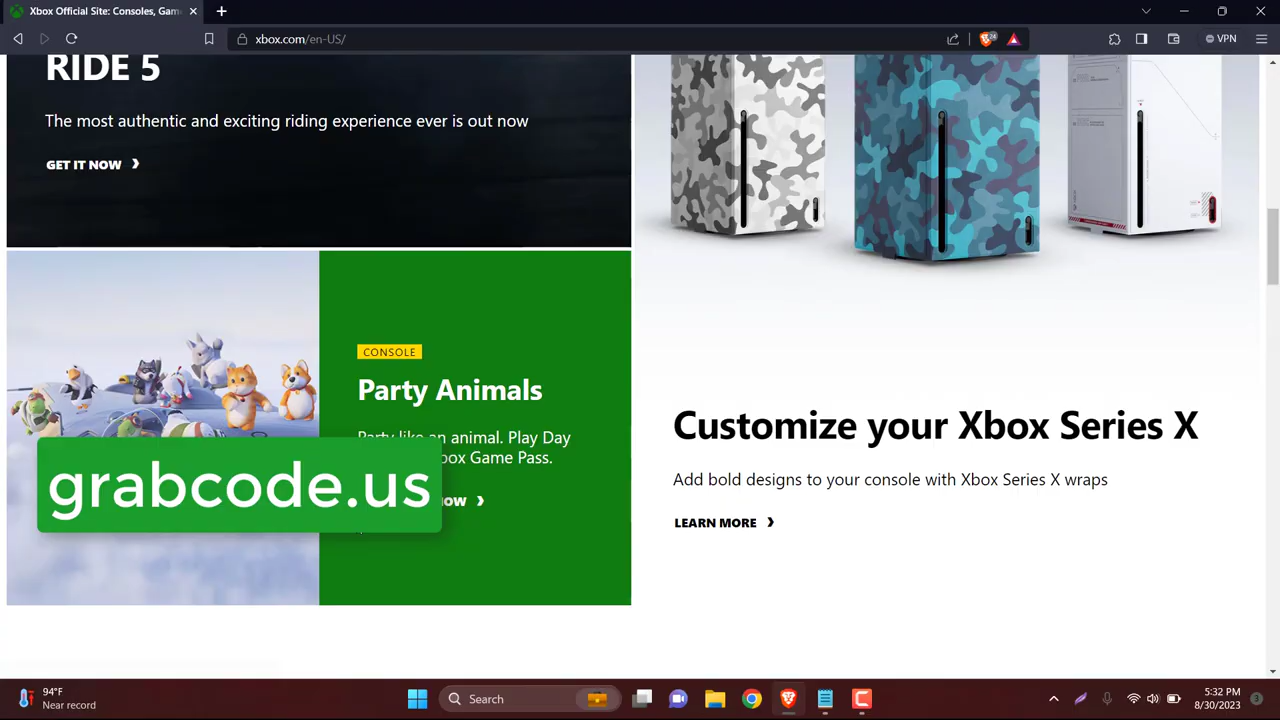 Xbox Official Site: Consoles, Gam
xbox.com/en-US/
24
VPN
RIDE 5
The most authentic and exciting riding experience ever is out now
GET IT NOW
CONSOLE
Party Animals
Party like an animal. Play Day
box Game Pass.
NOW
grabcode.us
Customize your Xbox Series X
Add bold designs to your console with Xbox Series X wraps
LEARN MORE
94°F
Near record
Search
5:32 PM
8/30/2023